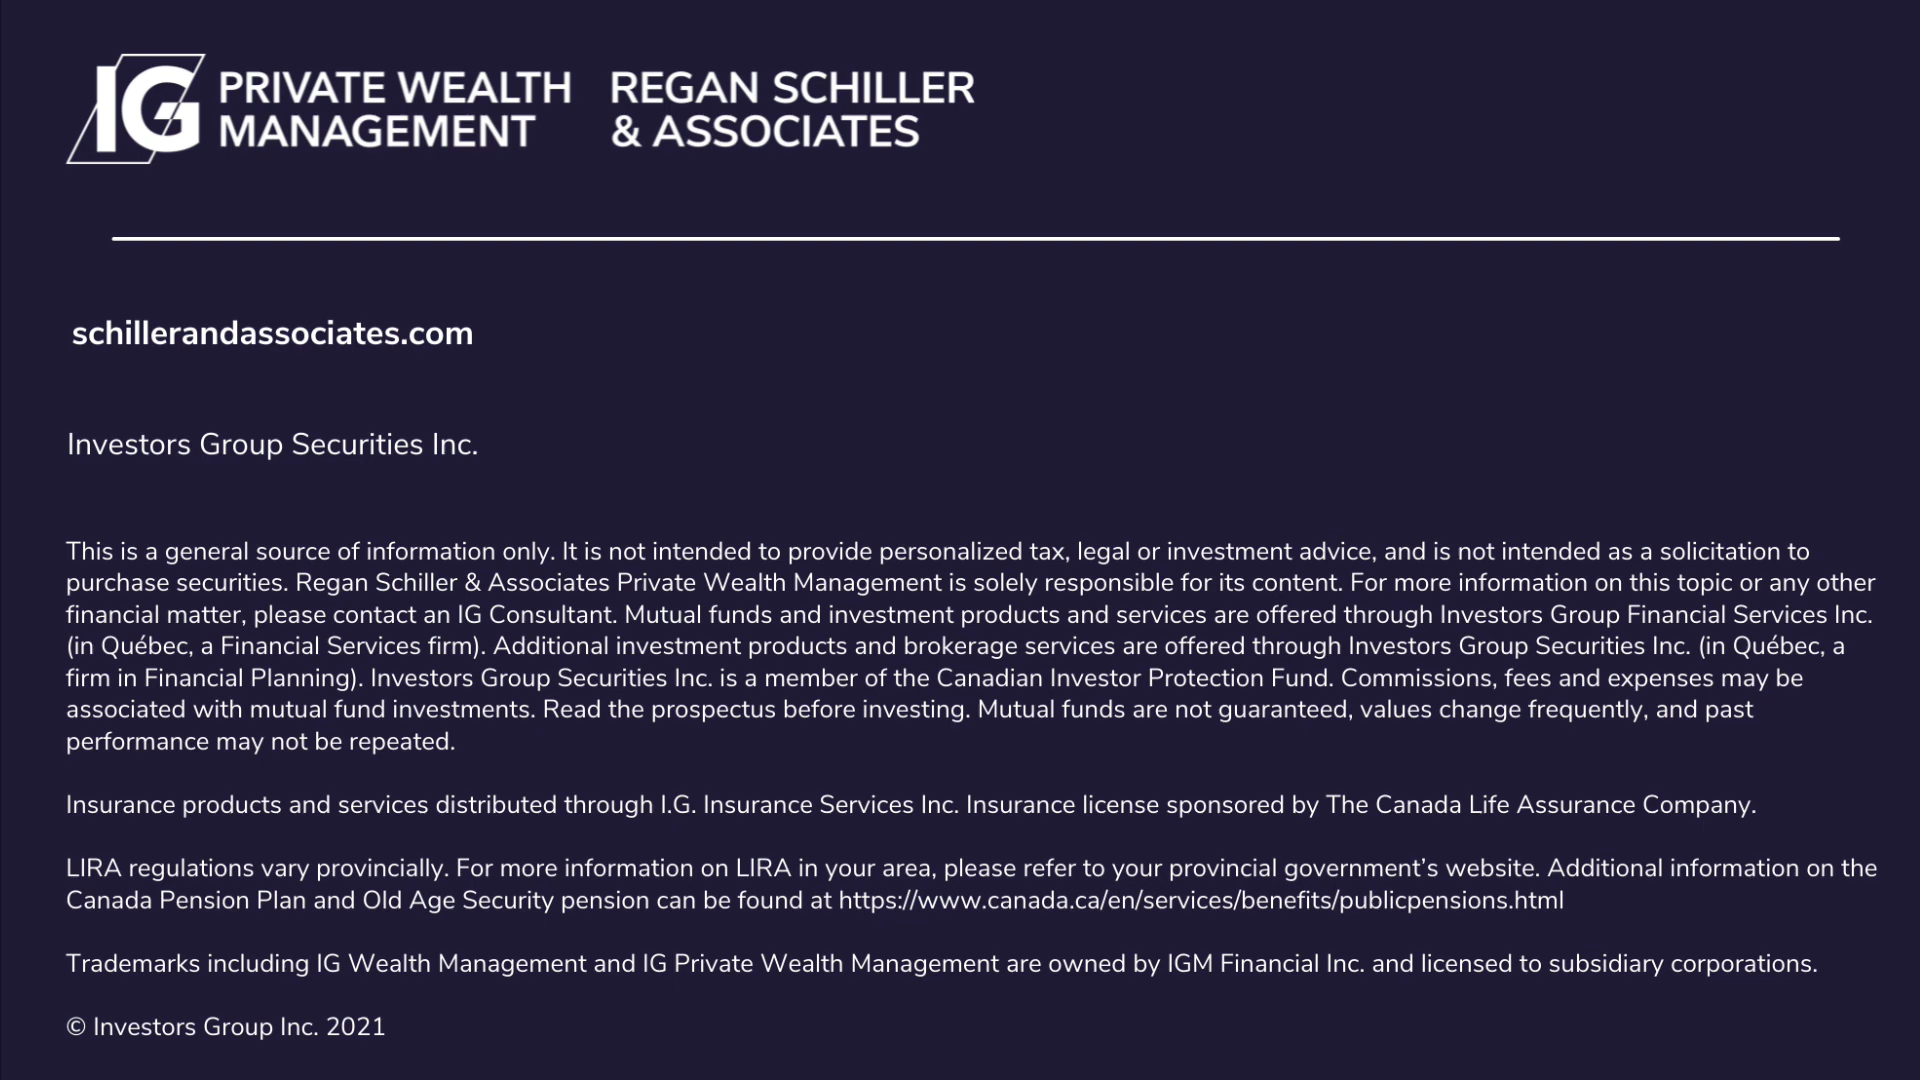 IG PRIVATE WEALTH MANAGEMENT
REGAN SCHILLER & ASSOCIATES
schillerandassociates.com
Investors Group Securities Inc.
This is a general source of information only. It is not intended to provide personalized tax, legal or investment advice, and is not intended as a solicitation to
purchase securities. Regan Schiller & Associates Private Wealth Management is solely responsible for its content. For more information on this topic or any other
financial matter, please contact an IG Consultant. Mutual funds and investment products and services are offered through Investors Group Financial Services Inc.
(in Québec, a Financial Services firm). Additional investment products and brokerage services are offered through Investors Group Securities Inc. (in Québec, a
firm in Financial Planning). Investors Group Securities Inc. is a member of the Canadian Investor Protection Fund. Commissions, fees and expenses may be
associated with mutual fund investments. Read the prospectus before investing. Mutual funds are not guaranteed, values change frequently, and past
performance may not be repeated.
Insurance products and services distributed through I.G. Insurance Services Inc. Insurance license sponsored by The Canada Life Assurance Company.
LIRA regulations vary provincially. For more information on LIRA in your area, please refer to your provincial government’s website. Additional information on the
Canada Pension Plan and Old Age Security pension can be found at https://www.canada.ca/en/services/benefits/publicpensions.html
Trademarks including IG Wealth Management and IG Private Wealth Management are owned by IGM Financial Inc. and licensed to subsidiary corporations.
© Investors Group Inc. 2021